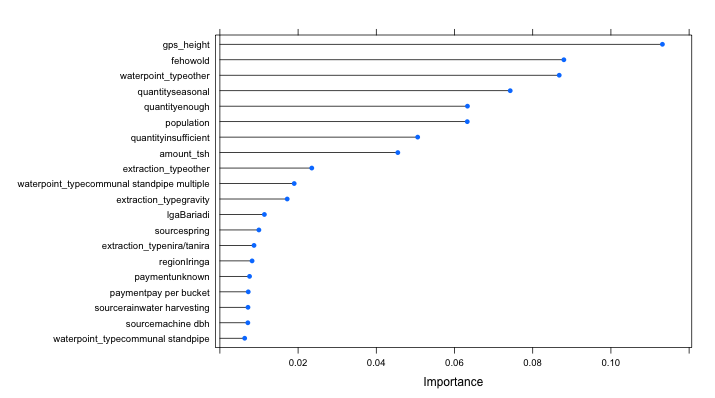 gps_height
fehowold
waterpoint_typeother
quantityseasonal
quantityenough
population
quantityinsufficient
amount_tsh
extraction_typeother
waterpoint_typecommunal standpipe multiple
extraction_typegravity
lgaBariadi
sourcespring
extraction_typenira/tanira
regionIringa
paymentunknown
paymentpay per bucket
sourcerainwater harvesting
sourcemachine dbh
waterpoint_typecommunal standpipe
0.02 0.04 0.06 0.08 0.10
Importance